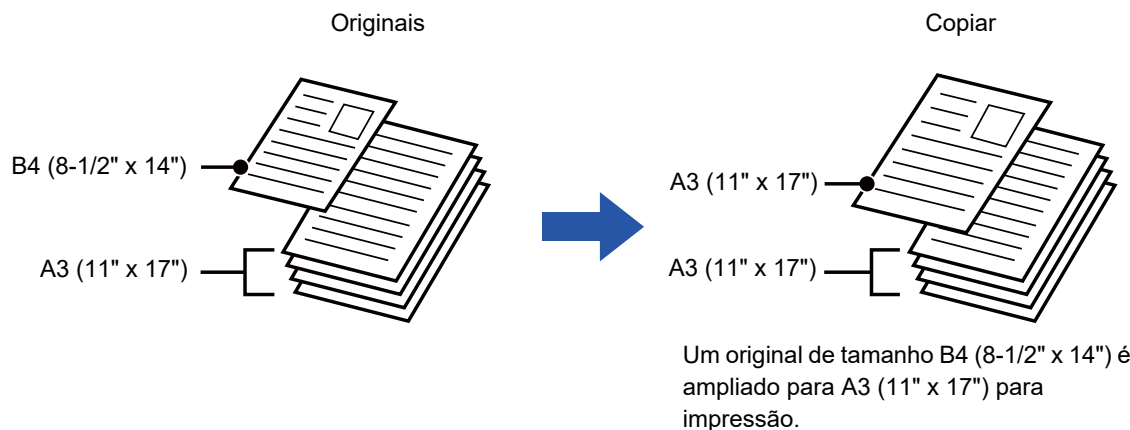 Originais
Copiar
B4 (8-1/2" x 14")
A3 (11" x 17")
A3 (11" x 17")
A3 (11" x 17")
Um original de tamanho B4 (8-1/2" x 14") é
ampliado para A3 (11" x 17") para
impressão.